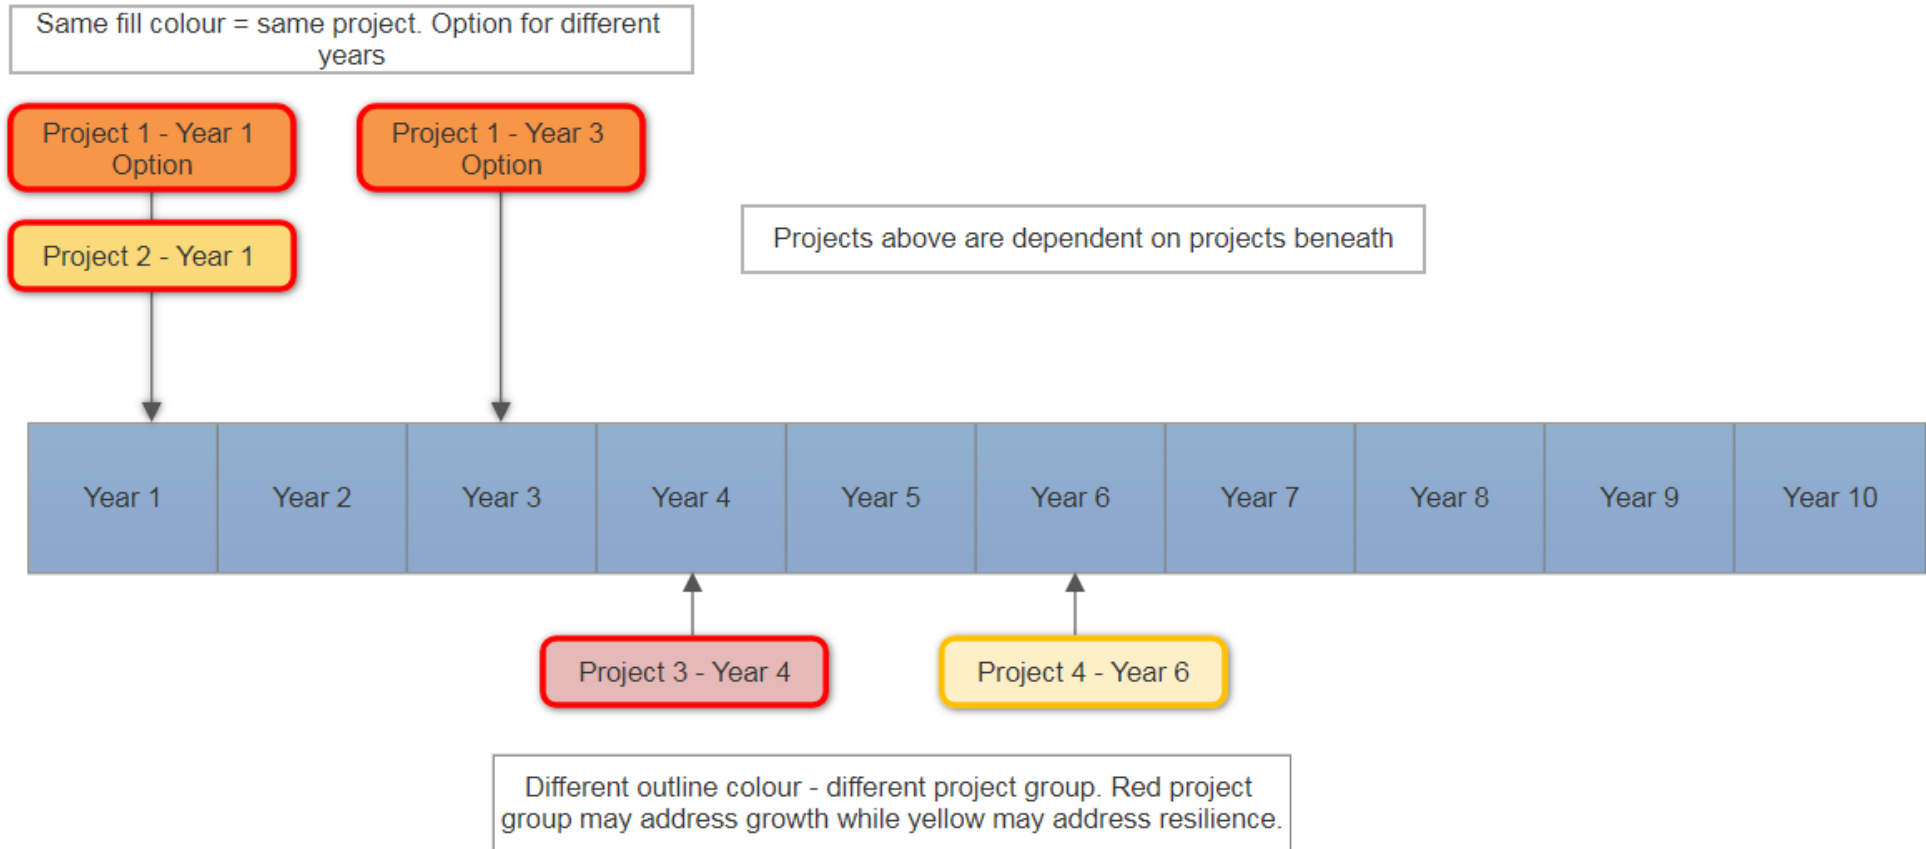 Same fill colour = same project. Option for different
years
Project 1 - Year 1
Option
Project 1 - Year 3
Option
Project 2 - Year 1
Projects above are dependent on projects beneath
Year 1
Year 2
Year 3
Year 4
Year 5
Year 6
Year 7
Year 8
Year 9
Year 10
Project 3 - Year 4
Project 4 - Year 6
Different outline colour - different project group. Red project
group may address growth while yellow may address resilience.